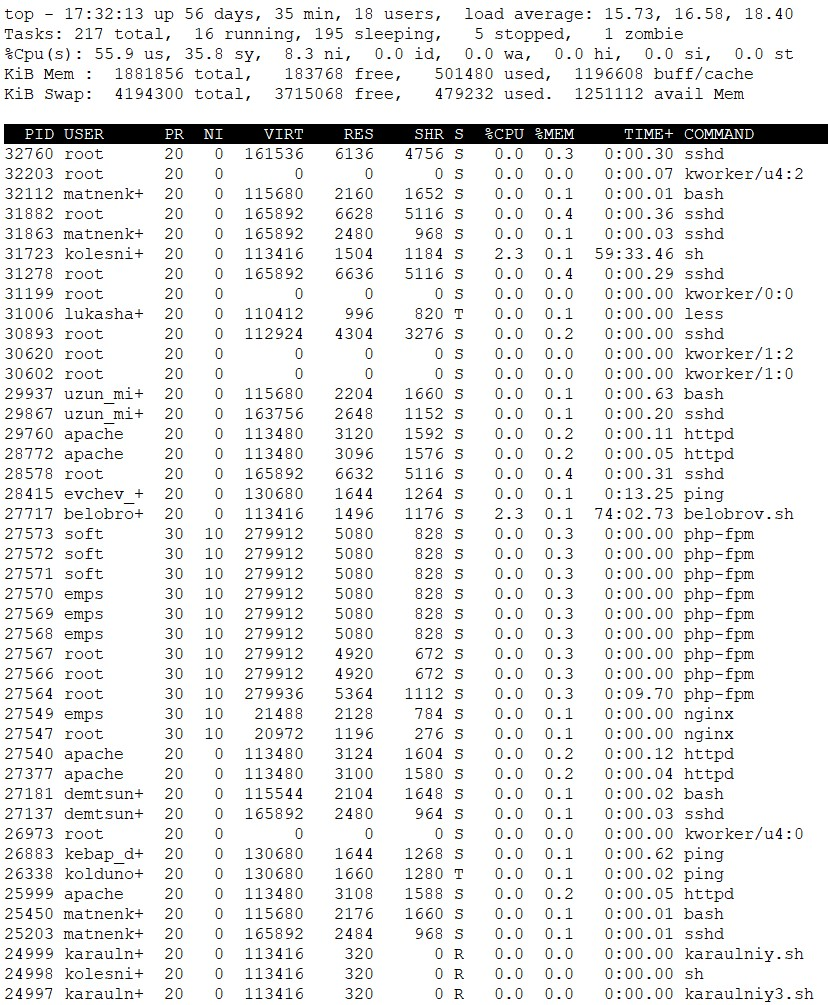 top - 17:32:13 up 56 days, 35 min, 18 users,  load average: 15.73, 16.58, 18.40
Tasks: 217 total,  16 running, 195 sleeping,   5 stopped,   1 zombie
%Cpu(s): 55.9 us, 35.8 sy,  8.3 ni,  0.0 id,  0.0 wa,  0.0 hi,  0.0 si,  0.0 st
KiB Mem :  1881856 total,   183768 free,   501480 used,  1196608 buff/cache
KiB Swap:  4194300 total,  3715068 free,   479232 used.  1251112 avail Mem
  PID USER      PR  NI    VIRT    RES    SHR S  %CPU %MEM     TIME+ COMMAND
32760 root      20   0  161536   6136   4756 S   0.0  0.3   0:00.30 sshd
32203 root      20   0       0      0      0 S   0.0  0.0   0:00.07 kworker/u4:2
32112 matnenk+  20   0  115680   2160   1652 S   0.0  0.1   0:00.01 bash
31882 root      20   0  165892   6628   5116 S   0.0  0.4   0:00.36 sshd
31863 matnenk+  20   0  165892   2480    968 S   0.0  0.1   0:00.03 sshd
31723 kolesni+  20   0  113416   1504   1184 S   2.3  0.1  59:33.46 sh
31278 root      20   0  165892   6636   5116 S   0.0  0.4   0:00.29 sshd
31199 root      20   0       0      0      0 S   0.0  0.0   0:00.00 kworker/0:0
31006 lukasha+  20   0  110412    996    820 T   0.0  0.1   0:00.00 less
30893 root      20   0  112924   4304   3276 S   0.0  0.2   0:00.00 sshd
30620 root      20   0       0      0      0 S   0.0  0.0   0:00.00 kworker/1:2
30602 root      20   0       0      0      0 S   0.0  0.0   0:00.00 kworker/1:0
29937 uzun_mi+  20   0  115680   2204   1660 S   0.0  0.1   0:00.63 bash
29867 uzun_mi+  20   0  163756   2648   1152 S   0.0  0.1   0:00.20 sshd
29760 apache    20   0  113480   3120   1592 S   0.0  0.2   0:00.11 httpd
28772 apache    20   0  113480   3096   1576 S   0.0  0.2   0:00.05 httpd
28578 root      20   0  165892   6632   5116 S   0.0  0.4   0:00.31 sshd
28415 evchev_+  20   0  130680   1644   1264 S   0.0  0.1   0:13.25 ping
27717 belobro+  20   0  113416   1496   1176 S   2.3  0.1  74:02.73 belobrov.sh
27573 soft      30  10  279912   5080    828 S   0.0  0.3   0:00.00 php-fpm
27572 soft      30  10  279912   5080    828 S   0.0  0.3   0:00.00 php-fpm
27571 soft      30  10  279912   5080    828 S   0.0  0.3   0:00.00 php-fpm
27570 emps      30  10  279912   5080    828 S   0.0  0.3   0:00.00 php-fpm
27569 emps      30  10  279912   5080    828 S   0.0  0.3   0:00.00 php-fpm
27568 emps      30  10  279912   5080    828 S   0.0  0.3   0:00.00 php-fpm
27567 root      30  10  279912   4920    672 S   0.0  0.3   0:00.00 php-fpm
27566 root      30  10  279912   4920    672 S   0.0  0.3   0:00.00 php-fpm
27564 root      30  10  279936   5364   1112 S   0.0  0.3   0:09.70 php-fpm
27549 emps      30  10   21488   2128    784 S   0.0  0.1   0:00.00 nginx
27547 root      30  10   20972   1196    276 S   0.0  0.1   0:00.00 nginx
27540 apache    20   0  113480   3124   1604 S   0.0  0.2   0:00.12 httpd
27377 apache    20   0  113480   3100   1580 S   0.0  0.2   0:00.04 httpd
27181 demtsun+  20   0  115544   2104   1648 S   0.0  0.1   0:00.02 bash
27137 demtsun+  20   0  165892   2480    964 S   0.0  0.1   0:00.03 sshd
26973 root      20   0       0      0      0 S   0.0  0.0   0:00.00 kworker/u4:0
26883 kebap_d+  20   0  130680   1644   1268 S   0.0  0.1   0:00.62 ping
26338 kolduno+  20   0  130680   1660   1280 T   0.0  0.1   0:00.02 ping
25999 apache    20   0  113480   3108   1588 S   0.0  0.2   0:00.05 httpd
25450 matnenk+  20   0  115680   2176   1660 S   0.0  0.1   0:00.01 bash
25203 matnenk+  20   0  165892   2484    968 S   0.0  0.1   0:00.01 sshd
24999 karauln+  20   0  113416    320      0 R   0.0  0.0   0:00.00 karaulniy.sh
24998 kolesni+  20   0  113416    320      0 R   0.0  0.0   0:00.00 sh
24997 karauln+  20   0  113416    320      0 R   0.0  0.0   0:00.00 karaulniy3.sh